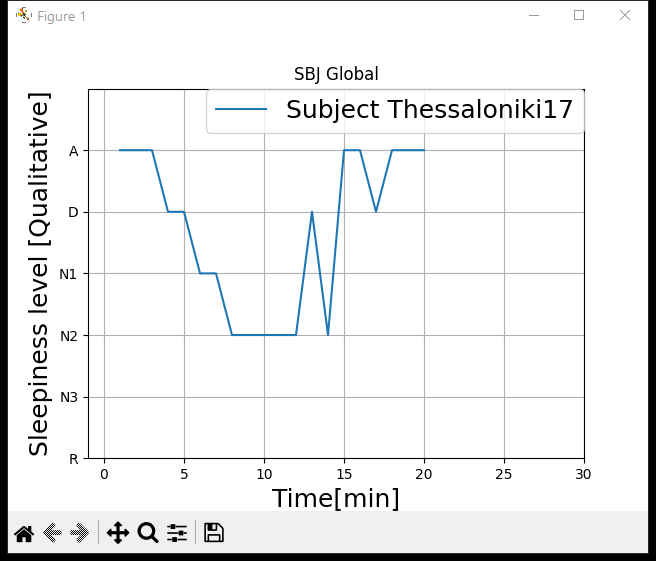 Figure 1
SBJ Global
Subject Thessaloniki17
Sleepiness level [Qualitative]
A
D
N1
N2
N3
R
0 5 10 15 20 25 30
Time[min]